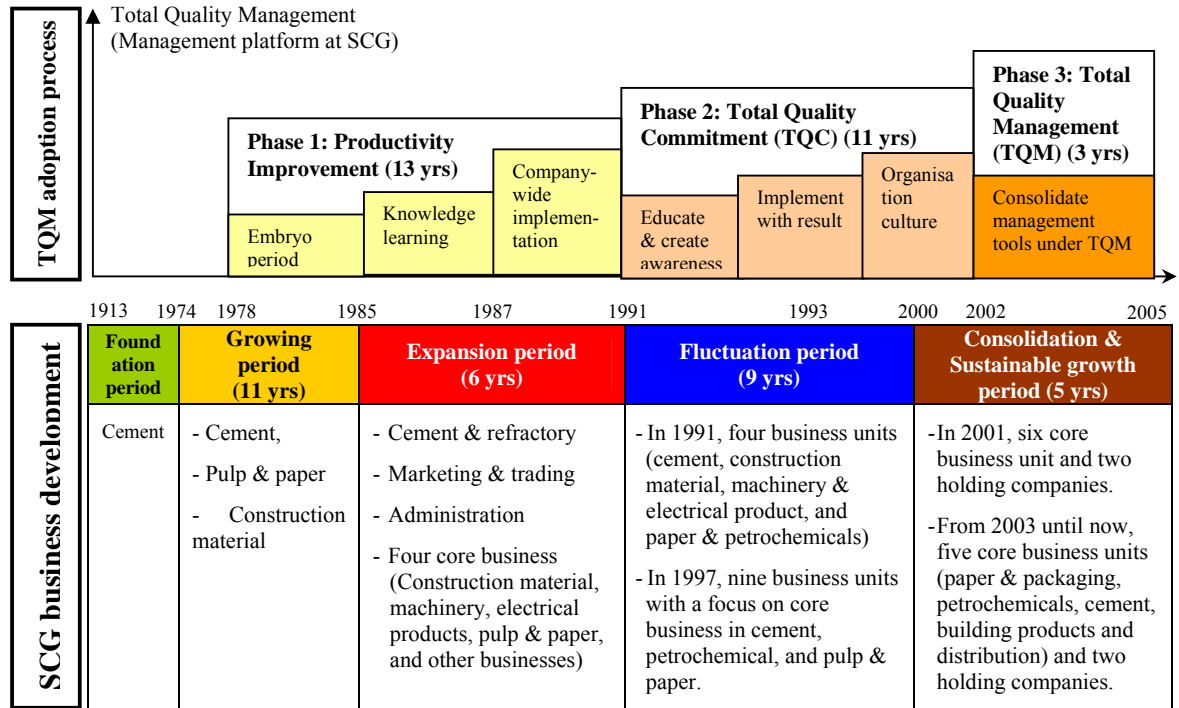 TQM adoption process
Total Quality Management
(Management platform at SCG)
Phase 1: Productivity
Improvement (13 yrs)
Embryo
period
Knowledge
learning
Company-
wide
implemen-
tation
Phase 2: Total Quality
Commitment (TQC) (11 yrs)
Educate
& create
awareness
Implement
with result
Organisa
tion
culture
Phase 3: Total
Quality
Management
(TQM) (3 yrs)
Consolidate
management
tools under TQM
1913 1974 1978 1985 1987 1991 1993 2000 2002 2005
SCG business development
Found
ation
period
Cement
Growing
period
(11 yrs)
- Cement,
- Pulp & paper
- Construction
material
Expansion period
(6 yrs)
- Cement & refractory
- Marketing & trading
- Administration
- Four core business
(Construction material,
machinery, electrical
products, pulp & paper,
and other businesses)
Fluctuation period
(9 yrs)
- In 1991, four business units
(cement, construction
material, machinery &
electrical product, and
paper & petrochemicals)
- In 1997, nine business units
with a focus on core
business in cement,
petrochemical, and pulp &
paper.
Consolidation &
Sustainable growth
period (5 yrs)
-In 2001, six core
business unit and two
holding companies.
-From 2003 until now,
five core business units
(paper & packaging,
petrochemicals, cement,
building products and
distribution) and two
holding companies.